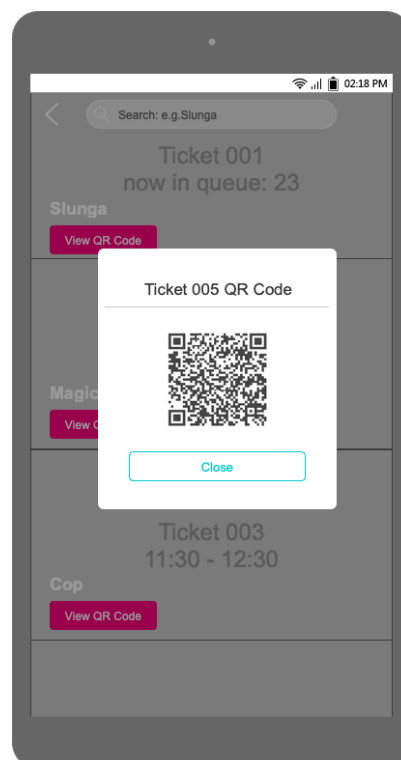 02:18 PM
Search: e.g.Slunga
Ticket 001
now in queue: 23
Slunga
View QR Code
Ticket 005 QR Code
Magic
View
Close
Ticket 003
11:30 - 12:30
Cop
View QR Code